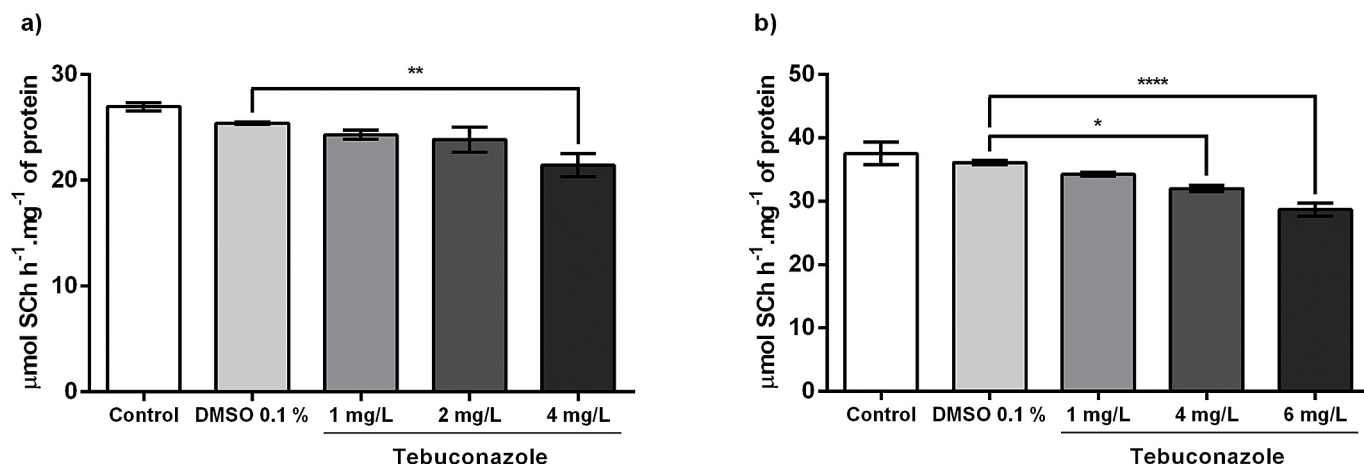 a)
µmol SCh h⁻¹.mg⁻¹ of protein
30
20
10
0
**
Control DMSO 0.1 % 1 mg/L 2 mg/L 4 mg/L
Tebuconazole
b)
µmol SCh h⁻¹.mg⁻¹ of protein
50
40
30
20
10
0
****
*
Control DMSO 0.1 % 1 mg/L 4 mg/L 6 mg/L
Tebuconazole